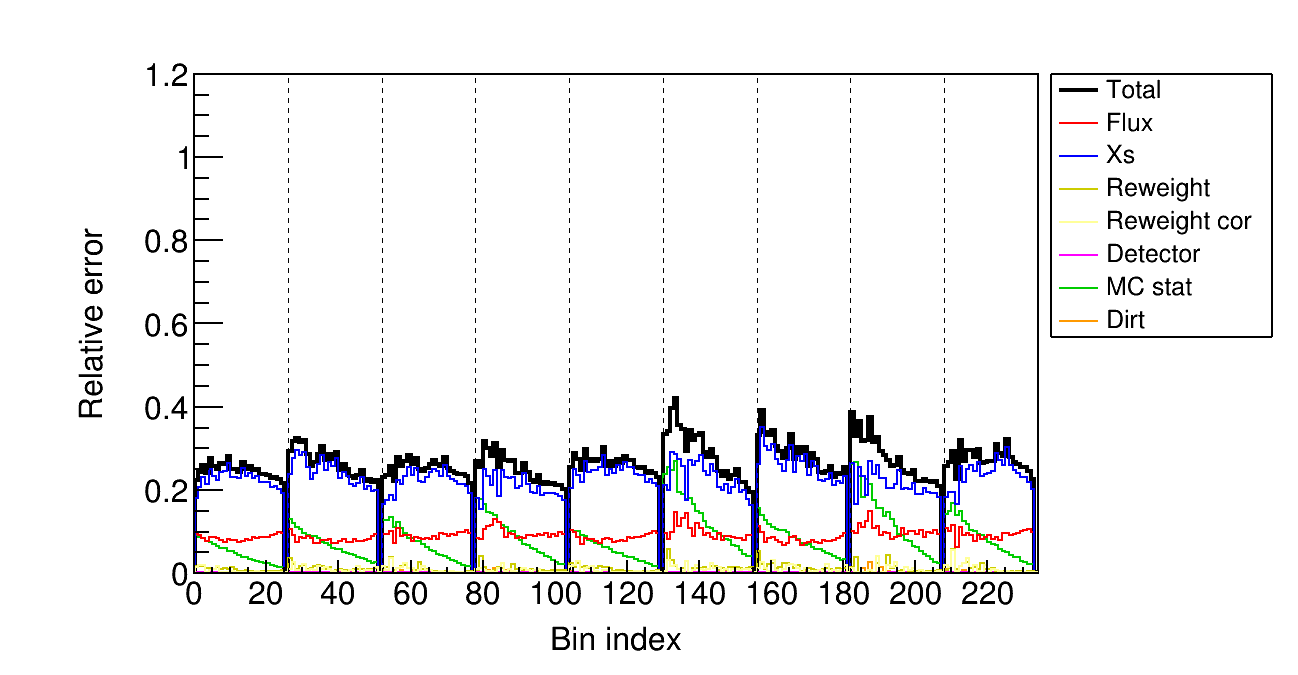 1.2
1
0.8
0.6
0.4
0.2
0
Relative error
0 20 40 60 80 100 120 140 160 180 200 220
Bin index
Total
Flux
Xs
Reweight
Reweight cor
Detector
MC stat
Dirt